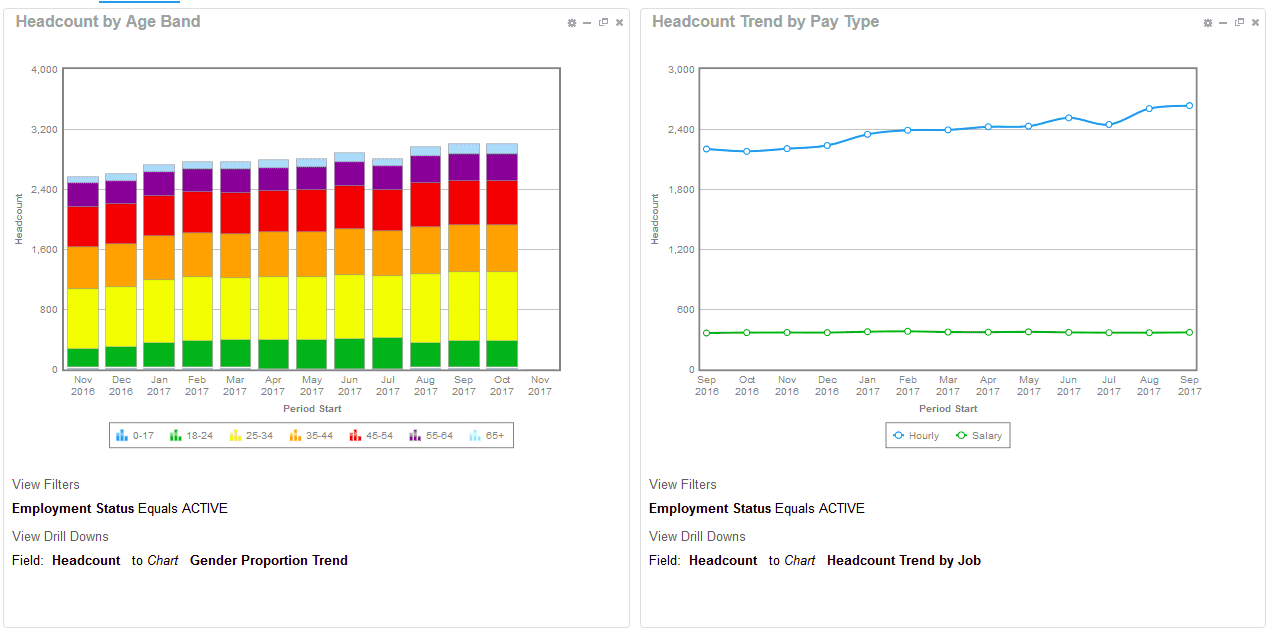 Headcount by Age Band
4,000
3,200
2,400
1,600
800
0
Headcount
Nov Dec Jan Feb Mar Apr May Jun Jul Aug Sep Oct Nov
2016 2016 2017 2017 2017 2017 2017 2017 2017 2017 2017 2017 2017
Period Start
0-17 18-24 25-34 35-44 45-54 55-64 65+
View Filters
Employment Status Equals ACTIVE
View Drill Downs
Field: Headcount to Chart Gender Proportion Trend
Headcount Trend by Pay Type
3,000
2,400
1,800
1,200
600
0
Headcount
Sep Oct Nov Dec Jan Feb Mar Apr May Jun Jul Aug Sep
2016 2016 2016 2016 2017 2017 2017 2017 2017 2017 2017 2017 2017
Period Start
Hourly Salary
View Filters
Employment Status Equals ACTIVE
View Drill Downs
Field: Headcount to Chart Headcount Trend by Job